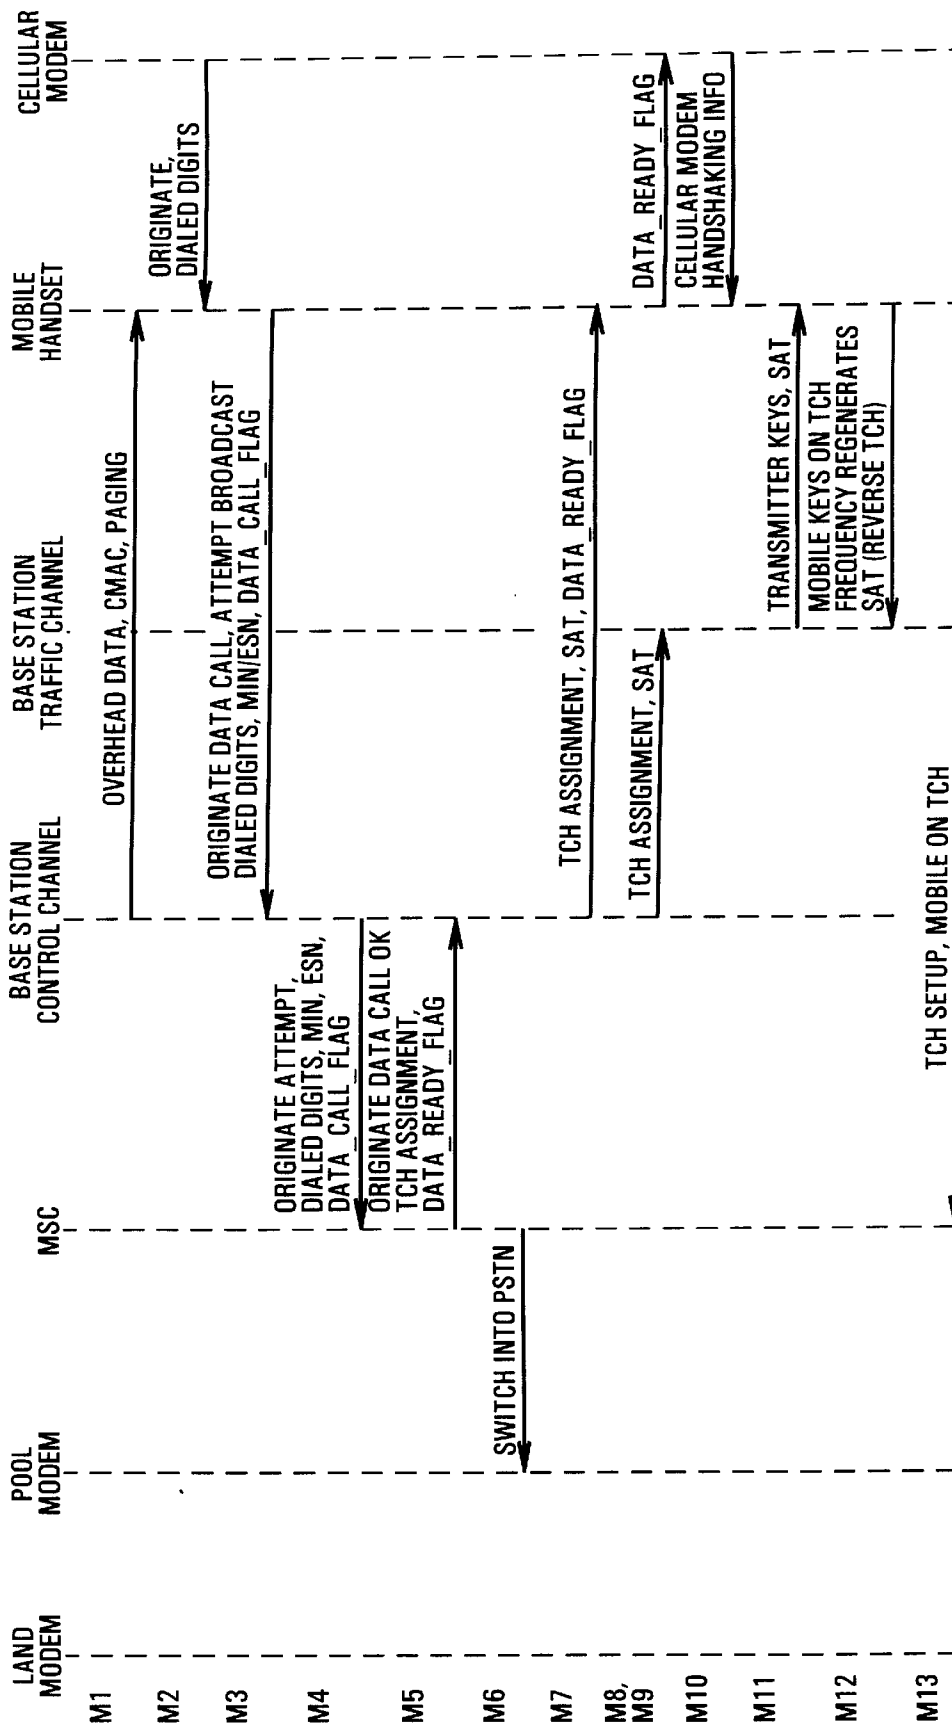 LAND
MODEM
POOL
MODEM
MSC
BASE STATION
CONTROL CHANNEL
BASE STATION
TRAFFIC CHANNEL
MOBILE
HANDSET
CELLULAR
MODEM
M1
OVERHEAD DATA, CMAC, PAGING
M2
ORIGINATE,
DIALED DIGITS
M3
ORIGINATE DATA CALL, ATTEMPT BROADCAST
DIALED DIGITS, MIN/ESN, DATA_CALL_FLAG
M4
ORIGINATE ATTEMPT,
DIALED DIGITS, MIN, ESN,
DATA_CALL_FLAG
M5
ORIGINATE DATA CALL OK
TCH ASSIGNMENT,
DATA_READY_FLAG
M6
SWITCH INTO PSTN
M7
TCH ASSIGNMENT, SAT, DATA_READY_FLAG
M8,
M9
TCH ASSIGNMENT, SAT
DATA_READY_FLAG
M10
CELLULAR MODEM
HANDSHAKING INFO
M11
TRANSMITTER KEYS, SAT
M12
MOBILE KEYS ON TCH
FREQUENCY REGENERATES
SAT (REVERSE TCH)
M13
TCH SETUP, MOBILE ON TCH